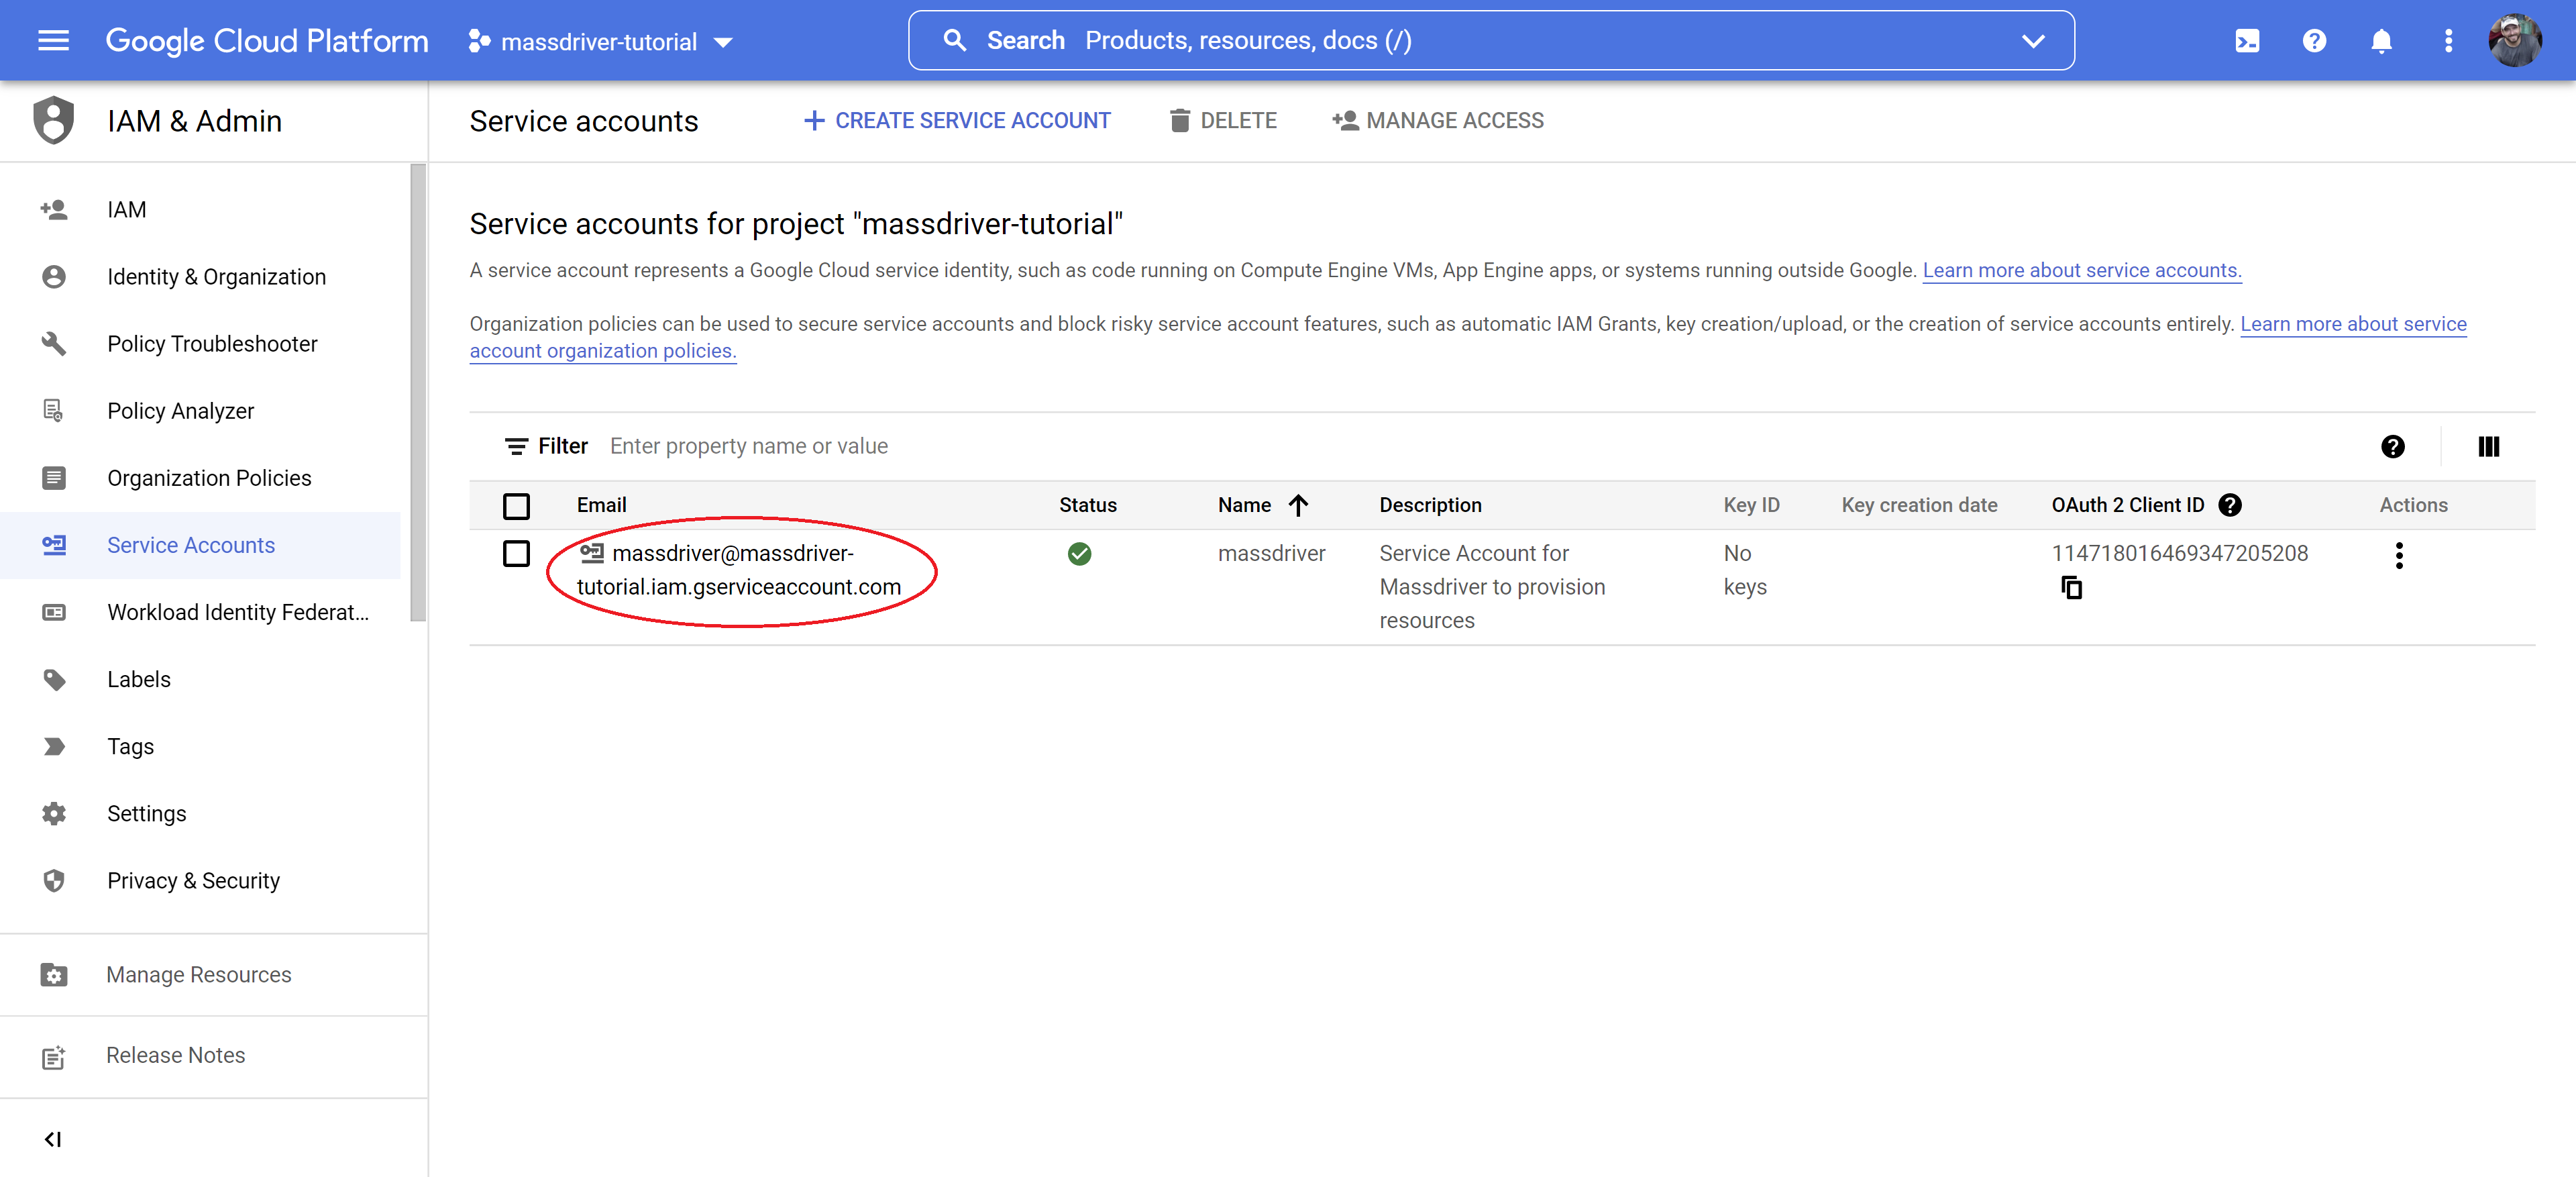 Google Cloud Platform
massdriver-tutorial
Search Products, resources, docs (/)
IAM & Admin
IAM
Identity & Organization
Policy Troubleshooter
Policy Analyzer
Organization Policies
Service Accounts
Workload Identity Federat...
Labels
Tags
Settings
Privacy & Security
Manage Resources
Release Notes
Service accounts
CREATE SERVICE ACCOUNT
DELETE
MANAGE ACCESS
Service accounts for project "massdriver-tutorial"
A service account represents a Google Cloud service identity, such as code running on Compute Engine VMs, App Engine apps, or systems running outside Google. Learn more about service accounts.
Organization policies can be used to secure service accounts and block risky service account features, such as automatic IAM Grants, key creation/upload, or the creation of service accounts entirely. Learn more about service
account organization policies.
Filter Enter property name or value
Email Status Name Description Key ID Key creation date OAuth 2 Client ID Actions
massdriver@massdriver-
tutorial.iam.gserviceaccount.com
massdriver
Service Account for
Massdriver to provision
resources
No
keys
114718016469347205208